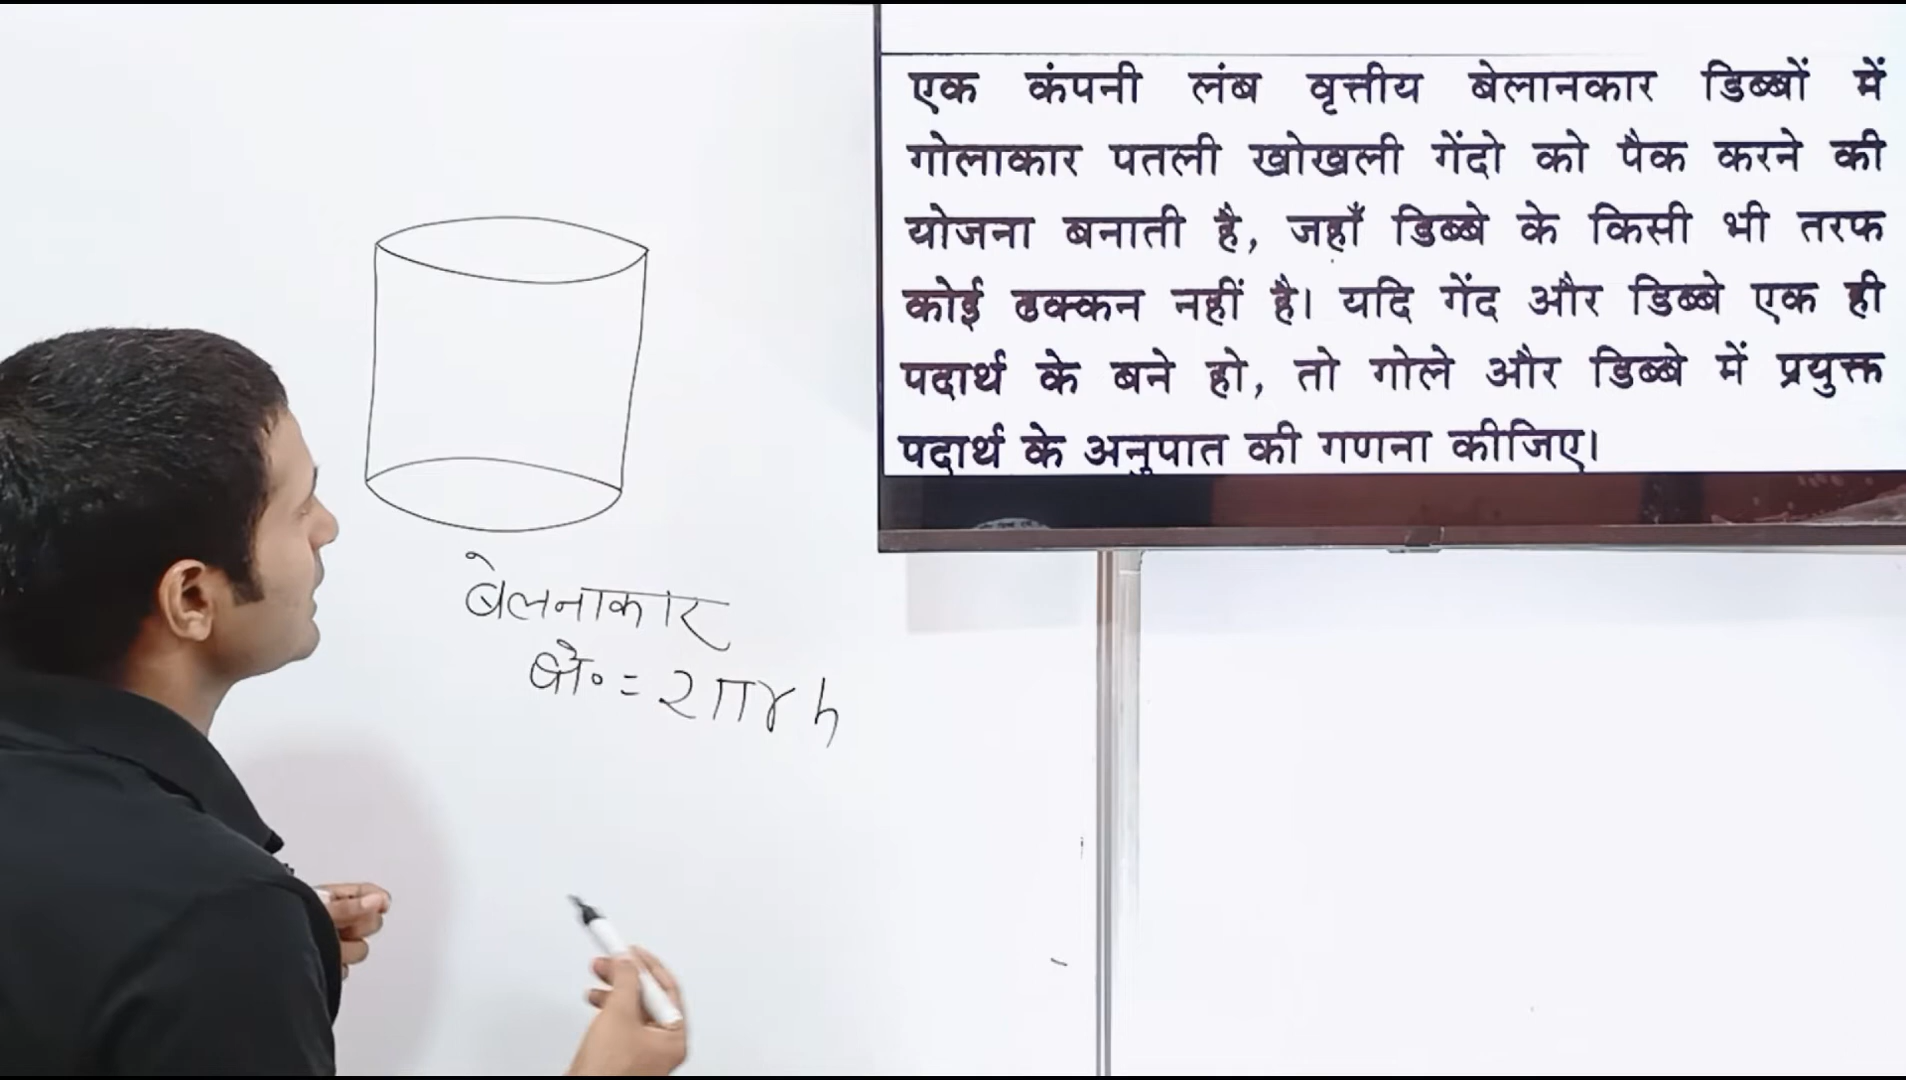 एक कंपनी लंब वृत्तीय बेलानकार डिब्बों में
गोलाकार पतली खोखली गेंदो को पैक करने की
योजना बनाती है, जहाँ डिब्बे के किसी भी तरफ
कोई ढक्कन नहीं है। यदि गेंद और डिब्बे एक ही
पदार्थ के बने हो, तो गोले और डिब्बे में प्रयुक्त
पदार्थ के अनुपात की गणना कीजिए।
बेलनाकार
क्षे॰ = 2πrh